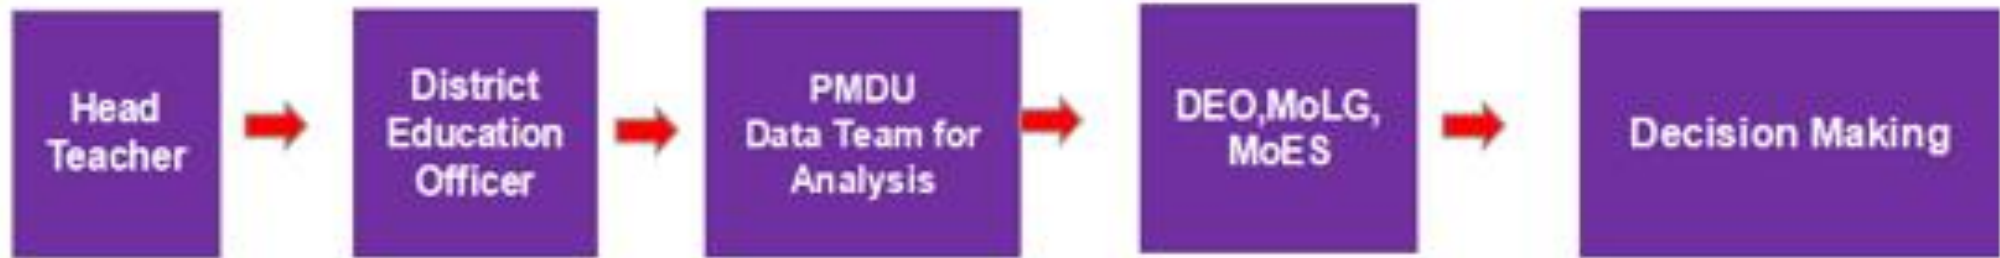 Head
Teacher
District
Education
Officer
PMDU
Data Team for
Analysis
DEO,MoLG,
MoES
Decision Making